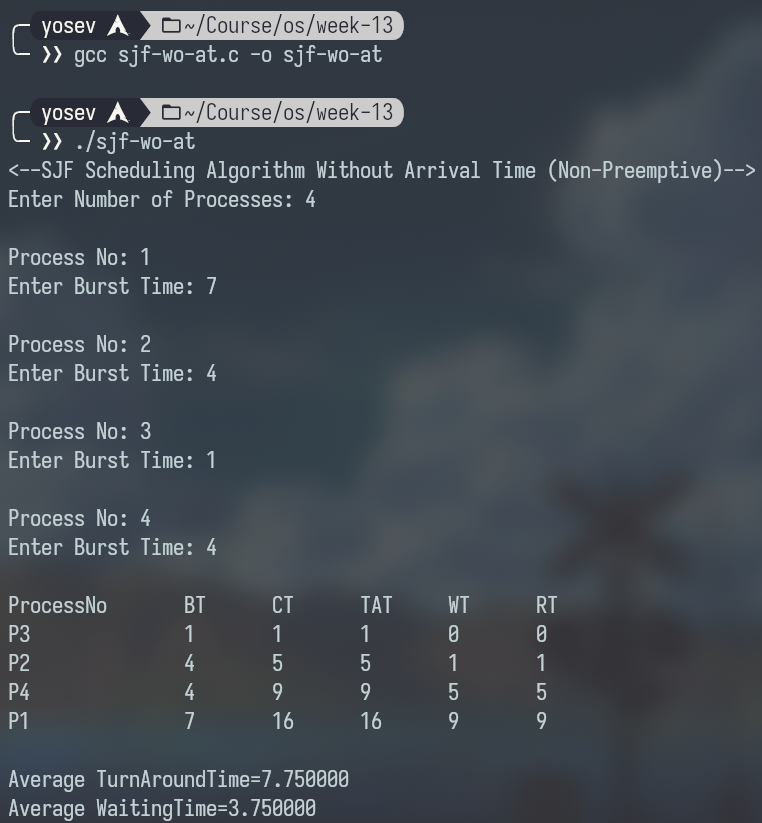 yosev ~/Course/os/week-13
❯❯ gcc sjf-wo-at.c -o sjf-wo-at
yosev ~/Course/os/week-13
❯❯ ./sjf-wo-at
<--SJF Scheduling Algorithm Without Arrival Time (Non-Preemptive)-->
Enter Number of Processes: 4
Process No: 1
Enter Burst Time: 7
Process No: 2
Enter Burst Time: 4
Process No: 3
Enter Burst Time: 1
Process No: 4
Enter Burst Time: 4
ProcessNo BT CT TAT WT RT
P3 1 1 1 0 0
P2 4 5 5 1 1
P4 4 9 9 5 5
P1 7 16 16 9 9
Average TurnAroundTime=7.750000
Average WaitingTime=3.750000